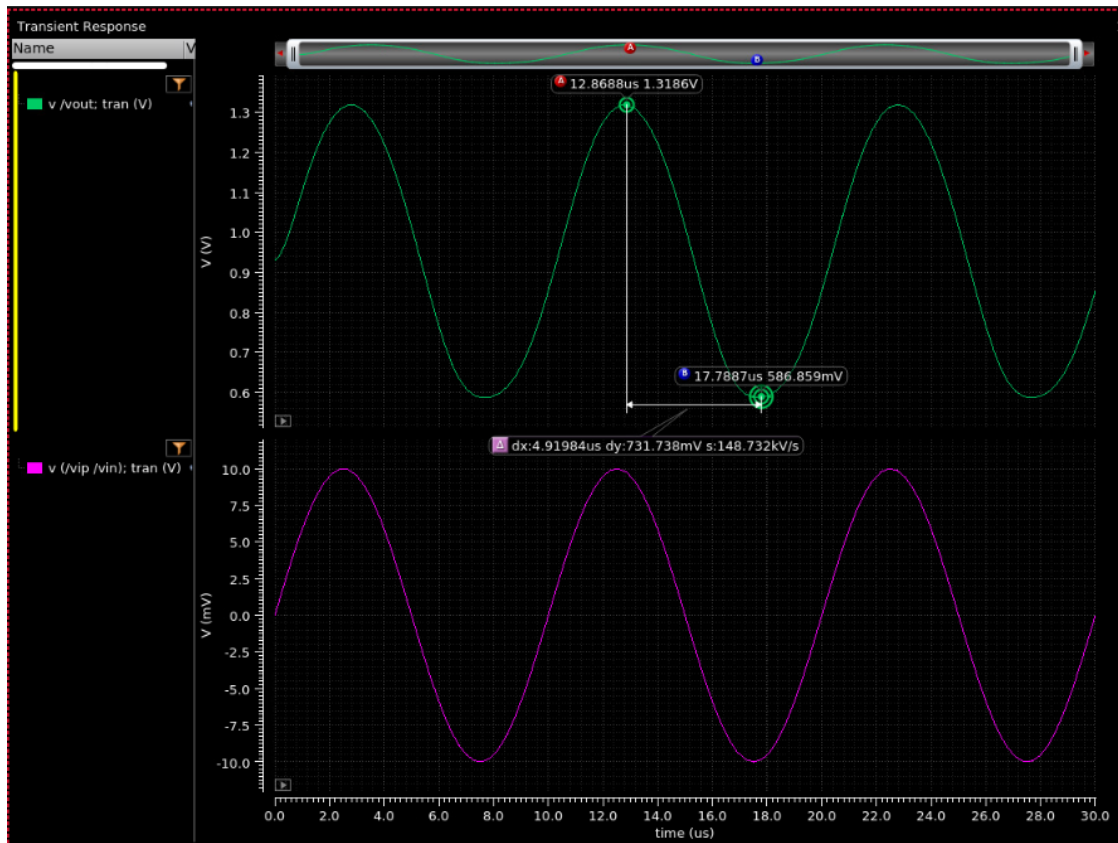 Transient Response
Name V
v /vout; tran (V)
A
B
A 12.8688us 1.3186V
1.3
1.2
1.1
1.0
0.9
0.8
0.7
0.6
V (V)
B 17.7887us 586.859mV
Δ dx:4.91984us dy:731.738mV s:148.732kV/s
v (/vip /vin); tran (V)
10.0
7.5
5.0
2.5
0.0
-2.5
-5.0
-7.5
-10.0
V (mV)
0.0 2.0 4.0 6.0 8.0 10.0 12.0 14.0 16.0 18.0 20.0 22.0 24.0 26.0 28.0 30.0
time (us)